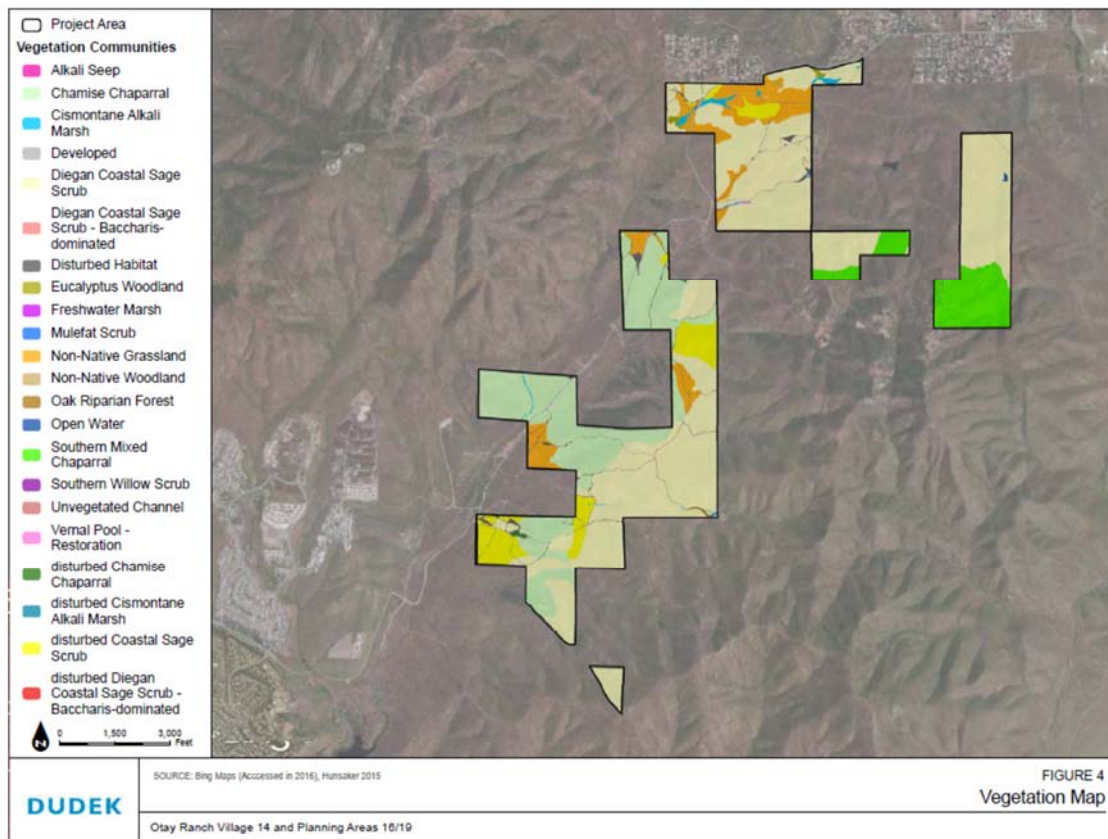 Project Area
Vegetation Communities
Alkali Seep
Chamise Chaparral
Cismontane Alkali
Marsh
Developed
Diegan Coastal Sage
Scrub
Diegan Coastal Sage
Scrub - Baccharis-
dominated
Disturbed Habitat
Eucalyptus Woodland
Freshwater Marsh
Mulefat Scrub
Non-Native Grassland
Non-Native Woodland
Oak Riparian Forest
Open Water
Southern Mixed
Chaparral
Southern Willow Scrub
Unvegetated Channel
Vernal Pool -
Restoration
disturbed Chamise
Chaparral
disturbed Cismontane
Alkali Marsh
disturbed Coastal Sage
Scrub
disturbed Diegan
Coastal Sage Scrub -
Baccharis-dominated
N
0 1,500 3,000
Feet
DUDEK
SOURCE: Bing Maps (Acccessed in 2016), Hunsaker 2015
Otay Ranch Village 14 and Planning Areas 16/19
FIGURE 4
Vegetation Map